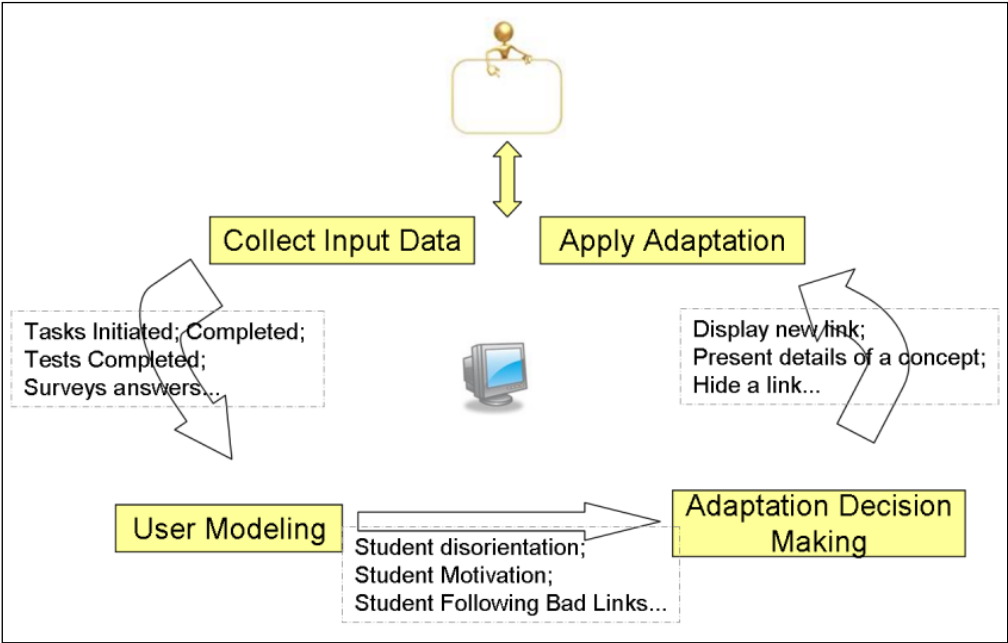 Collect Input Data
Apply Adaptation
Tasks Initiated; Completed;
Tests Completed;
Surveys answers...
Display new link;
Present details of a concept;
Hide a link...
User Modeling
Student disorientation;
Student Motivation;
Student Following Bad Links...
Adaptation Decision
Making